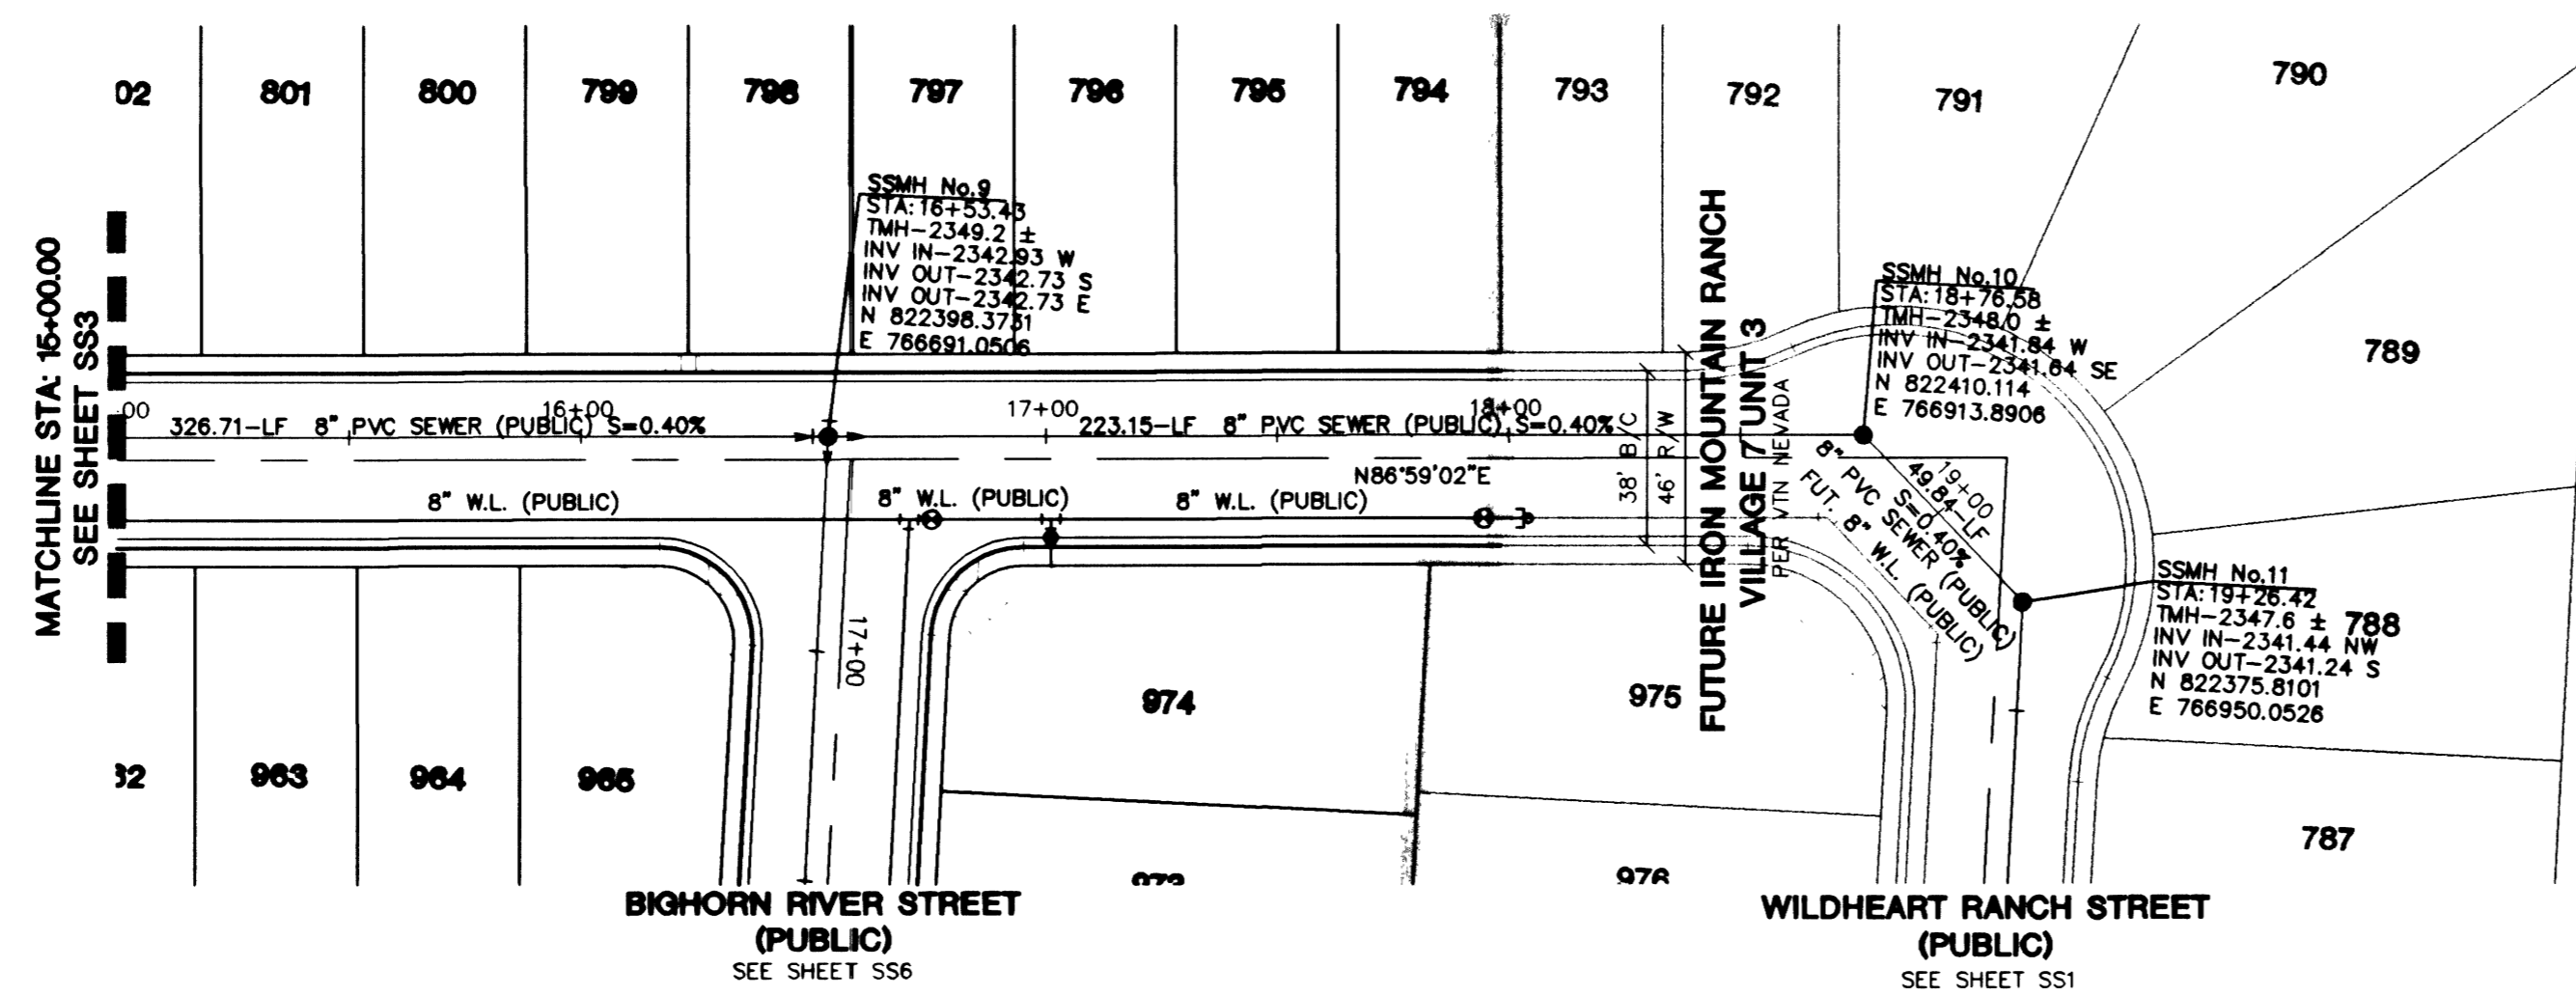 02
801
800
799
798
797
796
795
794
793
792
791
790
789
MATCHLINE STA: 15+00.00
SEE SHEET SS3
SSMH No.9
STA:16+53.43
TMH-2349.2 ±
INV IN-2342.93 W
INV OUT-2342.73 S
INV OUT-2342.73 E
N 822398.3731
E 766691.0506
FUTURE IRON MOUNTAIN RANCH
VILLAGE 7 UNIT 3
PER VTN NEVADA
SSMH No.10
STA:18+76.58
TMH-2348.0 ±
INV IN-2341.84 W
INV OUT-2341.64 SE
N 822410.114
E 766913.8906
:00
16+00
17+00
18+00
326.71-LF 8" PVC SEWER (PUBLIC) S=0.40%
223.15-LF 8" PVC SEWER (PUBLIC) S=0.40%
38' B/C
46' R/W
N86°59'02"E
8" W.L. (PUBLIC)
8" W.L. (PUBLIC)
8" W.L. (PUBLIC)
19+00
49.84-LF
8" PVC SEWER (PUBLIC)
S=0.40%
FUT. 8" W.L. (PUBLIC)
SSMH No.11
STA:19+26.42
TMH-2347.6 ±
INV IN-2341.44 NW
INV OUT-2341.24 S
N 822375.8101
E 766950.0526
788
17+00
974
975
963
964
965
787
976
BIGHORN RIVER STREET
(PUBLIC)
SEE SHEET SS6
WILDHEART RANCH STREET
(PUBLIC)
SEE SHEET SS1